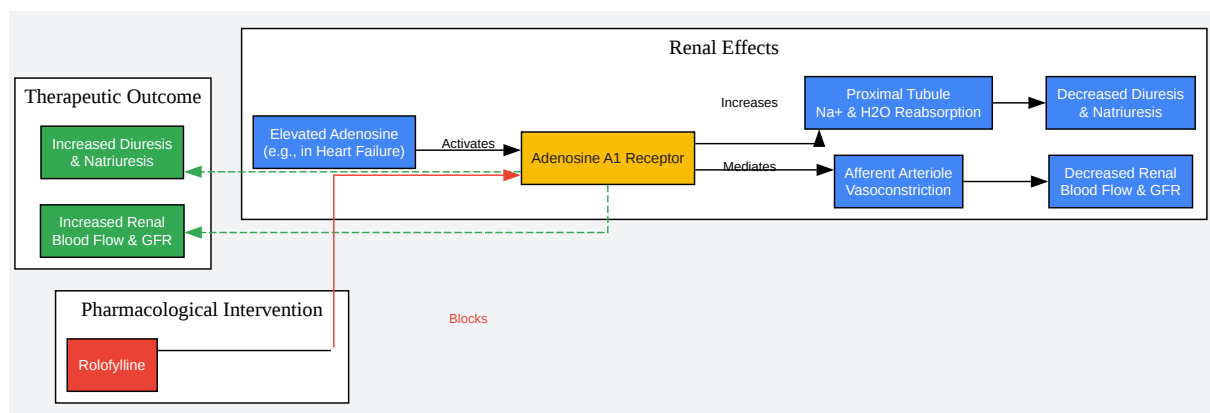 Renal Effects
Therapeutic Outcome
Increased Diuresis
& Natriuresis
Increased Renal
Blood Flow & GFR
Elevated Adenosine
(e.g., in Heart Failure)
Activates
Adenosine A1 Receptor
Increases
Mediates
Proximal Tubule
Na+ & H2O Reabsorption
Decreased Diuresis
& Natriuresis
Afferent Arteriole
Vasoconstriction
Decreased Renal
Blood Flow & GFR
Pharmacological Intervention
Rolofylline
Blocks